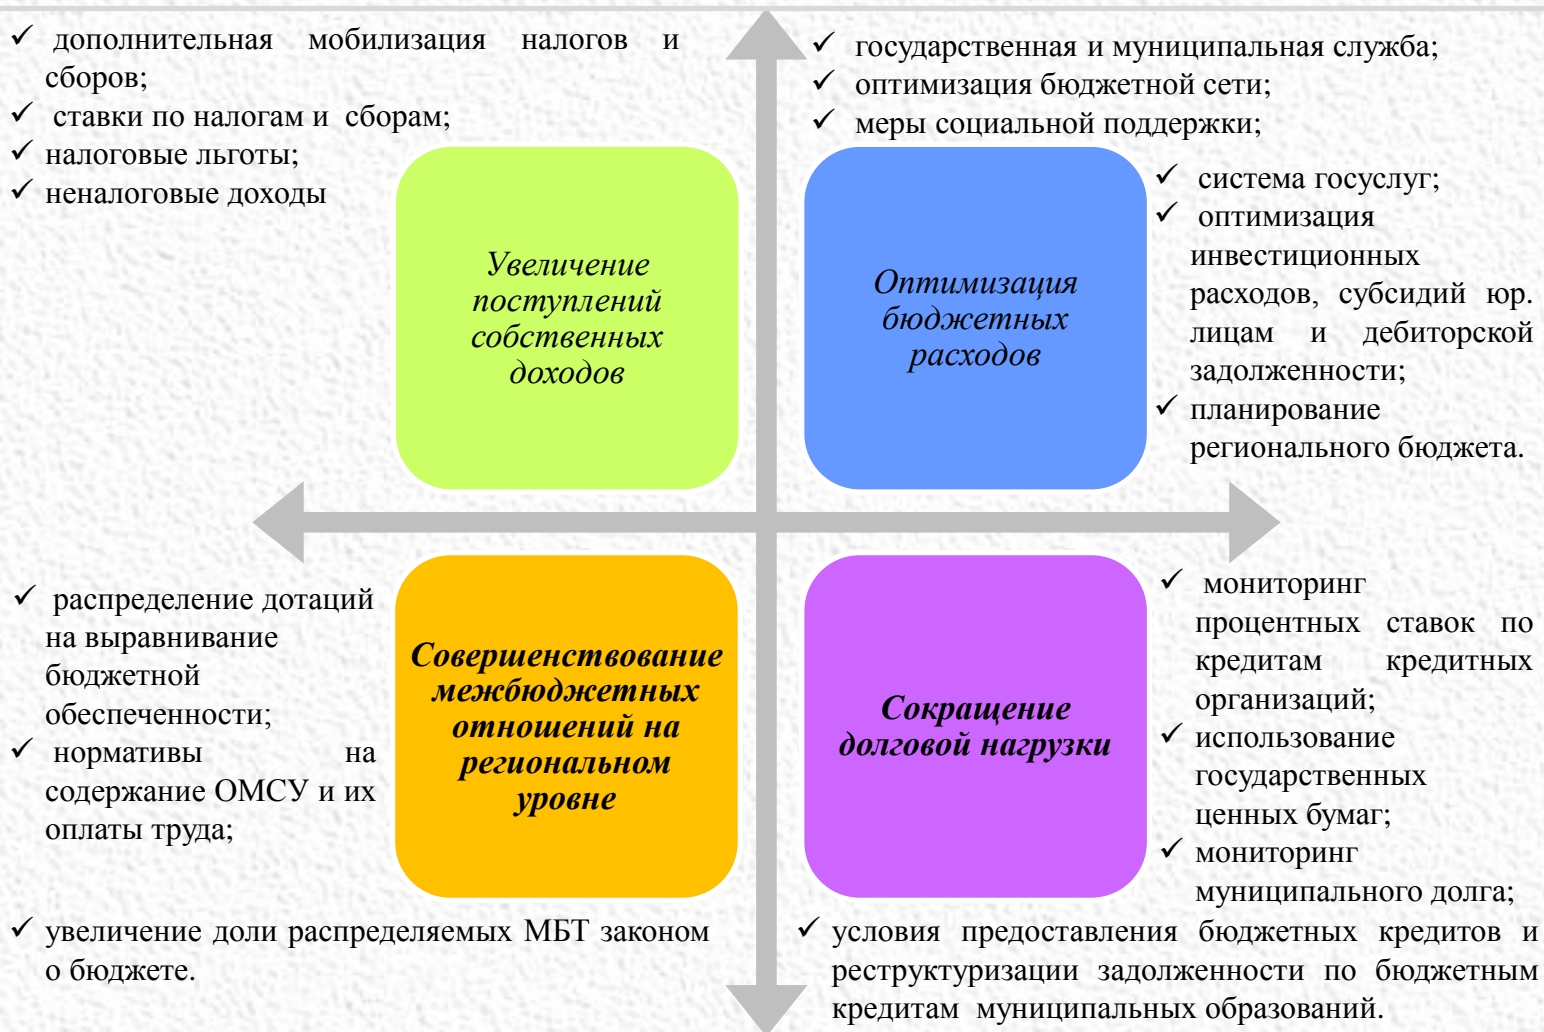 ✓ дополнительная мобилизация налогов и
сборов;
✓ ставки по налогам и сборам;
✓ налоговые льготы;
✓ неналоговые доходы
Увеличение
поступлений
собственных
доходов
✓ государственная и муниципальная служба;
✓ оптимизация бюджетной сети;
✓ меры социальной поддержки;
✓ система госуслуг;
✓ оптимизация
инвестиционных
расходов, субсидий юр.
лицам и дебиторской
задолженности;
✓ планирование
регионального бюджета.
Оптимизация
бюджетных
расходов
✓ распределение дотаций
на выравнивание
бюджетной
обеспеченности;
✓ нормативы на
содержание ОМСУ и их
оплаты труда;
✓ увеличение доли распределяемых МБТ законом
о бюджете.
Совершенствование
межбюджетных
отношений на
региональном
уровне
Сокращение
долговой нагрузки
✓ мониторинг
процентных ставок по
кредитам кредитных
организаций;
✓ использование
государственных
ценных бумаг;
✓ мониторинг
муниципального долга;
✓ условия предоставления бюджетных кредитов и
реструктуризации задолженности по бюджетным
кредитам муниципальных образований.